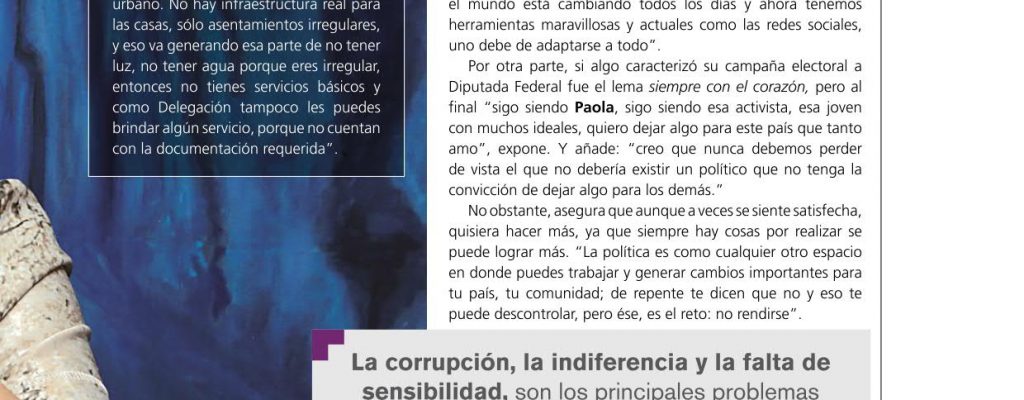 urbano. No hay infraestructura real para
las casas, sólo asentamientos irregulares,
y eso va generando esa parte de no tener
luz, no tener agua porque eres irregular,
entonces no tienes servicios básicos y
como Delegación tampoco les puedes
brindar algún servicio, porque no cuentan
con la documentación requerida”.
el mundo está cambiando todos los días y ahora tenemos
herramientas maravillosas y actuales como las redes sociales,
uno debe de adaptarse a todo”.
Por otra parte, si algo caracterizó su campaña electoral a
Diputada Federal fue el lema siempre con el corazón, pero al
final “sigo siendo Paola, sigo siendo esa activista, esa joven
con muchos ideales, quiero dejar algo para este país que tanto
amo”, expone. Y añade: “creo que nunca debemos perder
de vista el que no debería existir un político que no tenga la
convicción de dejar algo para los demás.”
No obstante, asegura que aunque a veces se siente satisfecha,
quisiera hacer más, ya que siempre hay cosas por realizar se
puede lograr más. “La política es como cualquier otro espacio
en donde puedes trabajar y generar cambios importantes para
tu país, tu comunidad; de repente te dicen que no y eso te
puede descontrolar, pero ése, es el reto: no rendirse”.
La corrupción, la indiferencia y la falta de
sensibilidad, son los principales problemas